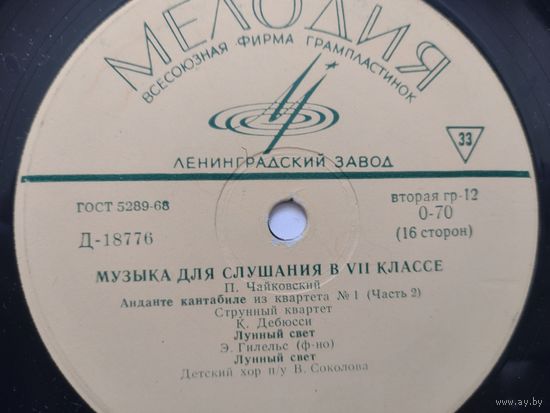 МЕЛОДИЯ
ВСЕСОЮЗНАЯ ФИРМА ГРАМПЛАСТИНОК
33
ЛЕНИНГРАДСКИЙ ЗАВОД
ГОСТ 5289-68
вторая гр-12
Д-18776
0-70
(16 сторон)
МУЗЫКА ДЛЯ СЛУШАНИЯ В VII КЛАССЕ
П. Чайковский
Анданте кантабиле из квартета № 1 (Часть 2)
Струнный квартет
К. Дебюсси
Лунный свет
Э. Гилельс (ф-но)
Лунный свет
Детский хор п/у В. Соколова
www.ay.by